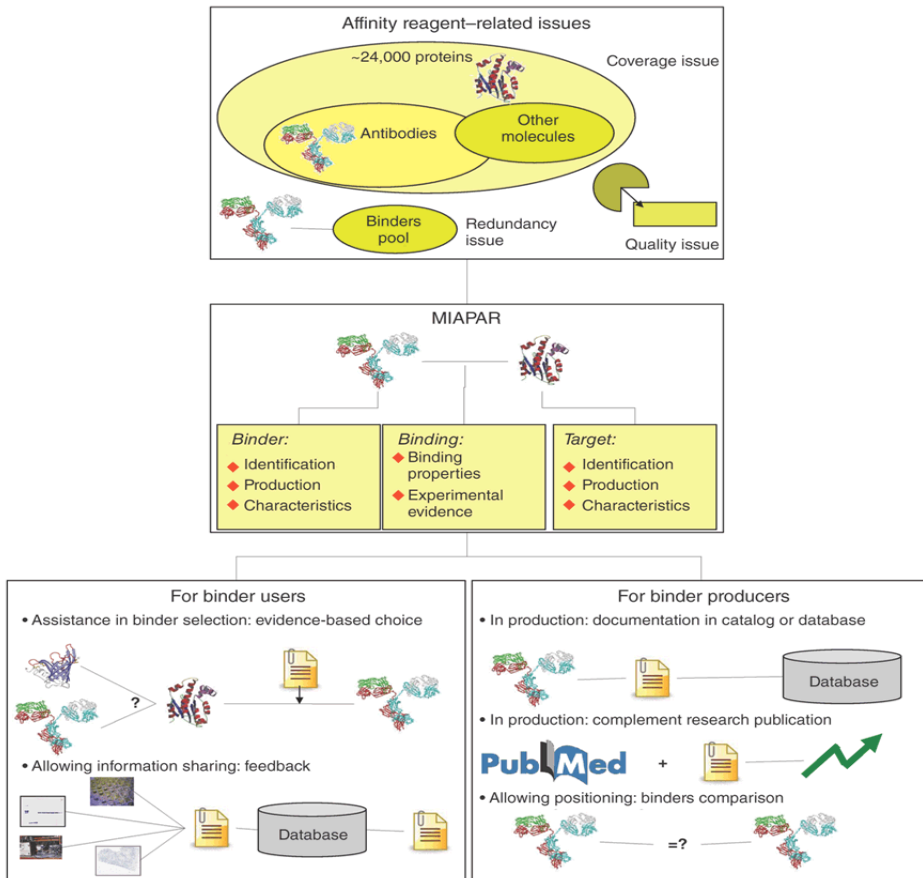 Affinity reagent–related issues
~24,000 proteins
Coverage issue
Antibodies
Other
molecules
Binders
pool
Redundancy
issue
Quality issue
MIAPAR
Binder:
Identification
Production
Characteristics
Binding:
Binding
properties
Experimental
evidence
Target:
Identification
Production
Characteristics
For binder users
• Assistance in binder selection: evidence-based choice
?
• Allowing information sharing: feedback
Database
For binder producers
• In production: documentation in catalog or database
Database
• In production: complement research publication
PubMed
+
• Allowing positioning: binders comparison
=?